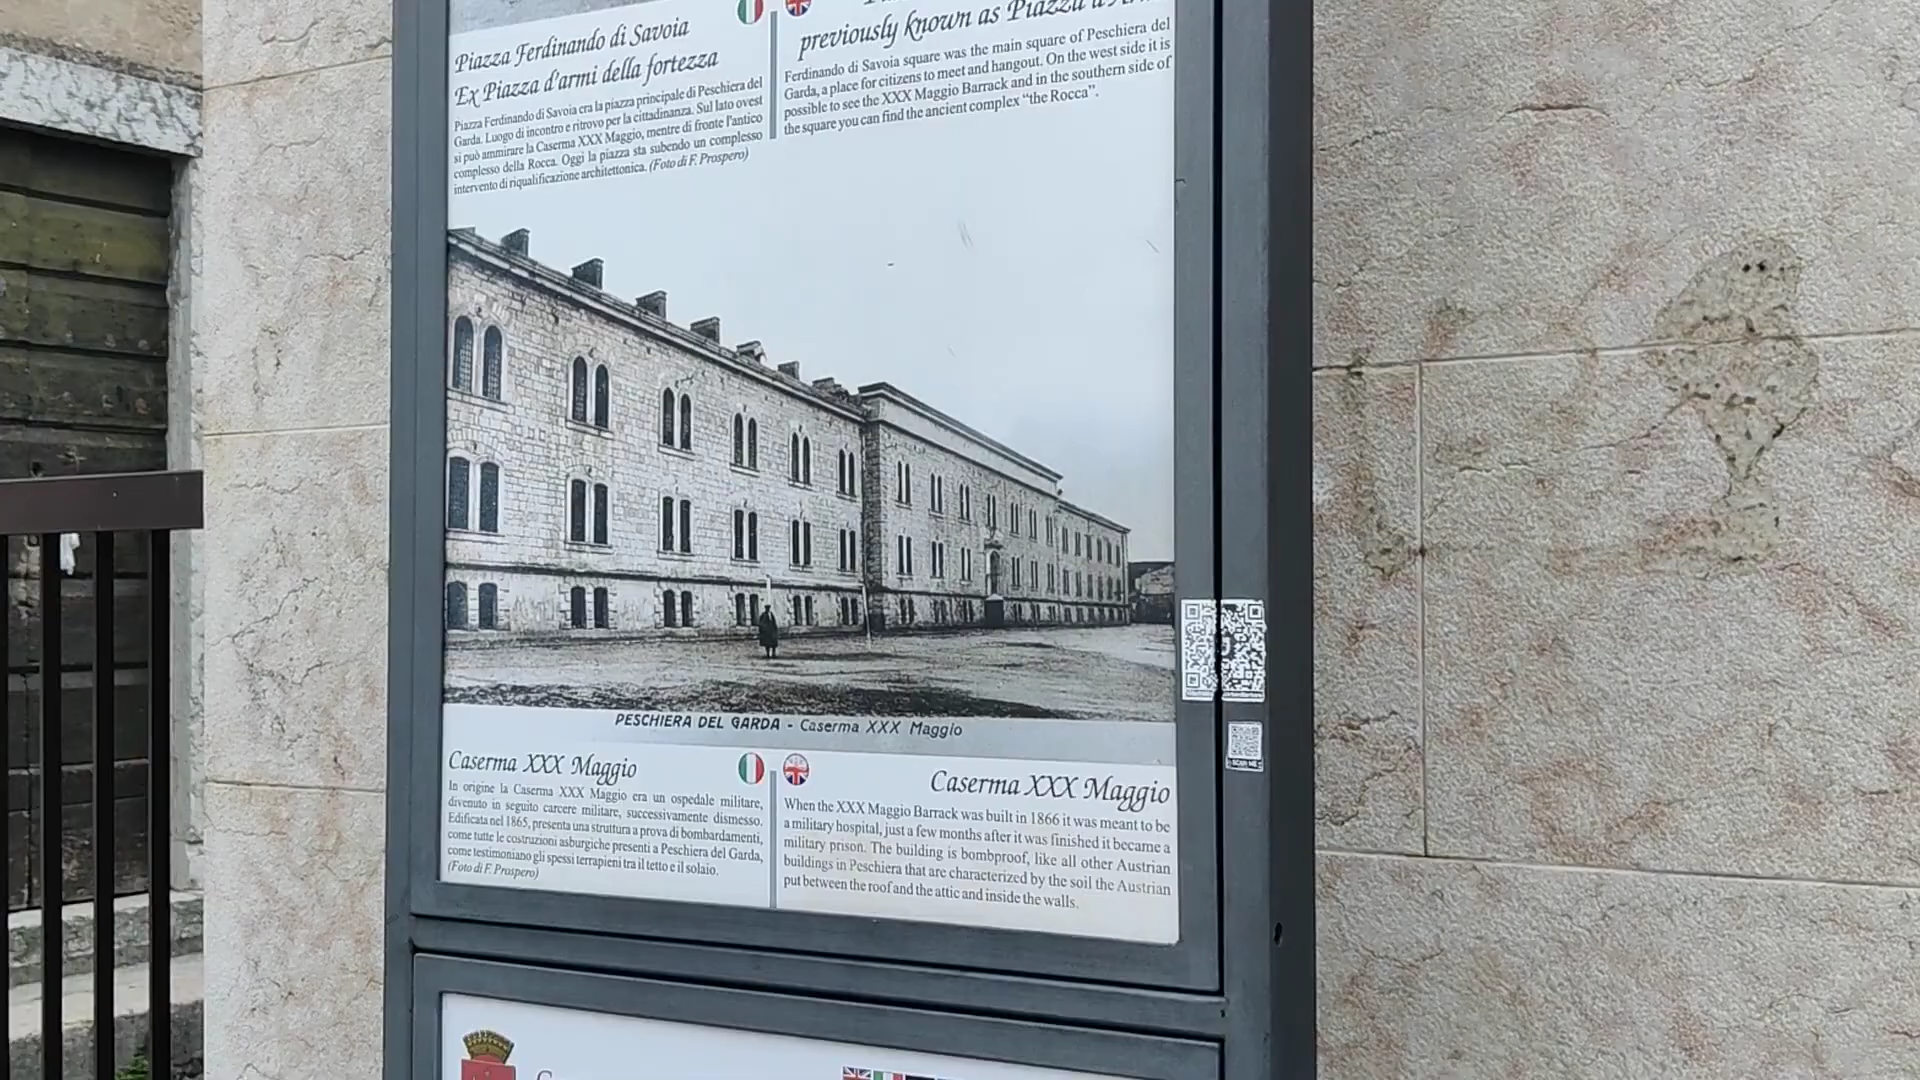 Piazza Ferdinando di Savoia
Ex Piazza d'armi della fortezza
Piazza Ferdinando di Savoia era la piazza principale di Peschiera del
Garda. Luogo di incontro e ritrovo per la cittadinanza. Sul lato ovest
si può ammirare la Caserma XXX Maggio, mentre di fronte l'antico
complesso della Rocca. Oggi la piazza sta subendo un complesso
intervento di riqualificazione architettonica. (Foto di F. Prospero)
previously known as Piazza
Ferdinando di Savoia square was the main square of Peschiera del
Garda, a place for citizens to meet and hangout. On the west side it is
possible to see the XXX Maggio Barrack and in the southern side of
the square you can find the ancient complex “the Rocca”.
PESCHIERA DEL GARDA - Caserma XXX Maggio
Caserma XXX Maggio
In origine la Caserma XXX Maggio era un ospedale militare,
divenuto in seguito carcere militare, successivamente dismesso.
Edificata nel 1865, presenta una struttura a prova di bombardamenti,
come tutte le costruzioni asburgiche presenti a Peschiera del Garda,
come testimoniano gli spessi terrapieni tra il tetto e il solaio.
(Foto di F. Prospero)
Caserma XXX Maggio
When the XXX Maggio Barrack was built in 1866 it was meant to be
a military hospital, just a few months after it was finished it became a
military prison. The building is bombproof, like all other Austrian
buildings in Peschiera that are characterized by the soil the Austrian
put between the roof and the attic and inside the walls.
SCAN ME